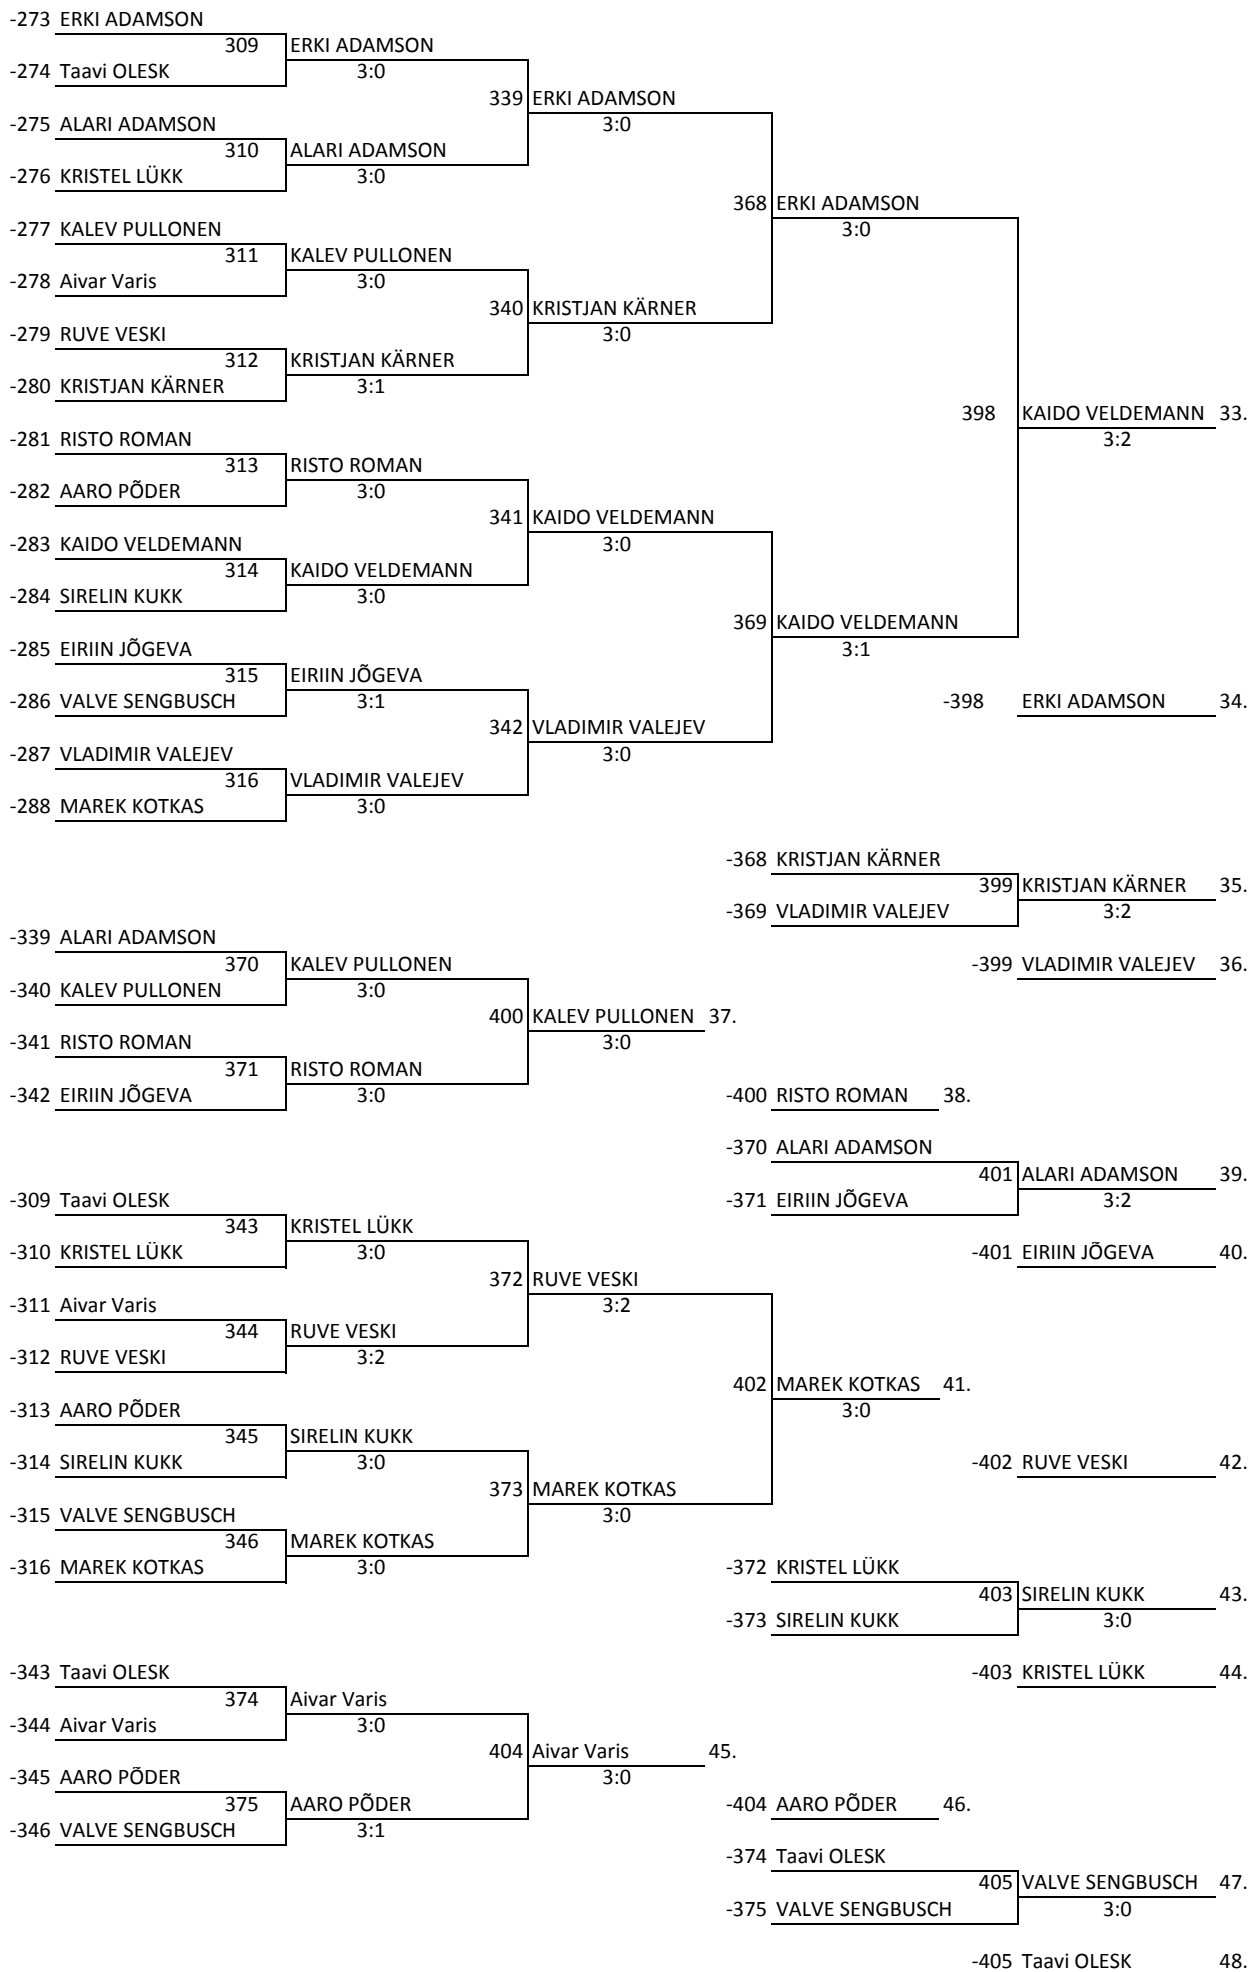 -273 ERKI ADAMSON
309 ERKI ADAMSON
-274 Taavi OLESK 3:0
339 ERKI ADAMSON
-275 ALARI ADAMSON 3:0
310 ALARI ADAMSON
-276 KRISTEL LÜKK 3:0
368 ERKI ADAMSON
-277 KALEV PULLONEN 3:0
311 KALEV PULLONEN
-278 Aivar Varis 3:0
340 KRISTJAN KÄRNER
-279 RUVE VESKI 3:0
312 KRISTJAN KÄRNER
-280 KRISTJAN KÄRNER 3:1
398 KAIDO VELDEMANN 33.
-281 RISTO ROMAN 3:2
313 RISTO ROMAN
-282 AARO PÕDER 3:0
341 KAIDO VELDEMANN
-283 KAIDO VELDEMANN 3:0
314 KAIDO VELDEMANN
-284 SIRELIN KUKK 3:0
369 KAIDO VELDEMANN
-285 EIRIIN JÕGEVA 3:1
315 EIRIIN JÕGEVA
-286 VALVE SENGBUSCH 3:1 -398 ERKI ADAMSON 34.
342 VLADIMIR VALEJEV
-287 VLADIMIR VALEJEV 3:0
316 VLADIMIR VALEJEV
-288 MAREK KOTKAS 3:0
-368 KRISTJAN KÄRNER
399 KRISTJAN KÄRNER 35.
-369 VLADIMIR VALEJEV 3:2
-339 ALARI ADAMSON
370 KALEV PULLONEN -399 VLADIMIR VALEJEV 36.
-340 KALEV PULLONEN 3:0
400 KALEV PULLONEN 37.
-341 RISTO ROMAN 3:0
371 RISTO ROMAN
-342 EIRIIN JÕGEVA 3:0 -400 RISTO ROMAN 38.
-370 ALARI ADAMSON
401 ALARI ADAMSON 39.
-309 Taavi OLESK -371 EIRIIN JÕGEVA 3:2
343 KRISTEL LÜKK
-310 KRISTEL LÜKK 3:0 -401 EIRIIN JÕGEVA 40.
372 RUVE VESKI
-311 Aivar Varis 3:2
344 RUVE VESKI
-312 RUVE VESKI 3:2
402 MAREK KOTKAS 41.
-313 AARO PÕDER 3:0
345 SIRELIN KUKK
-314 SIRELIN KUKK 3:0 -402 RUVE VESKI 42.
373 MAREK KOTKAS
-315 VALVE SENGBUSCH 3:0
346 MAREK KOTKAS
-316 MAREK KOTKAS 3:0 -372 KRISTEL LÜKK
403 SIRELIN KUKK 43.
-373 SIRELIN KUKK 3:0
-343 Taavi OLESK -403 KRISTEL LÜKK 44.
374 Aivar Varis
-344 Aivar Varis 3:0
404 Aivar Varis 45.
-345 AARO PÕDER 3:0
375 AARO PÕDER -404 AARO PÕDER 46.
-346 VALVE SENGBUSCH 3:1
-374 Taavi OLESK
405 VALVE SENGBUSCH 47.
-375 VALVE SENGBUSCH 3:0
-405 Taavi OLESK 48.